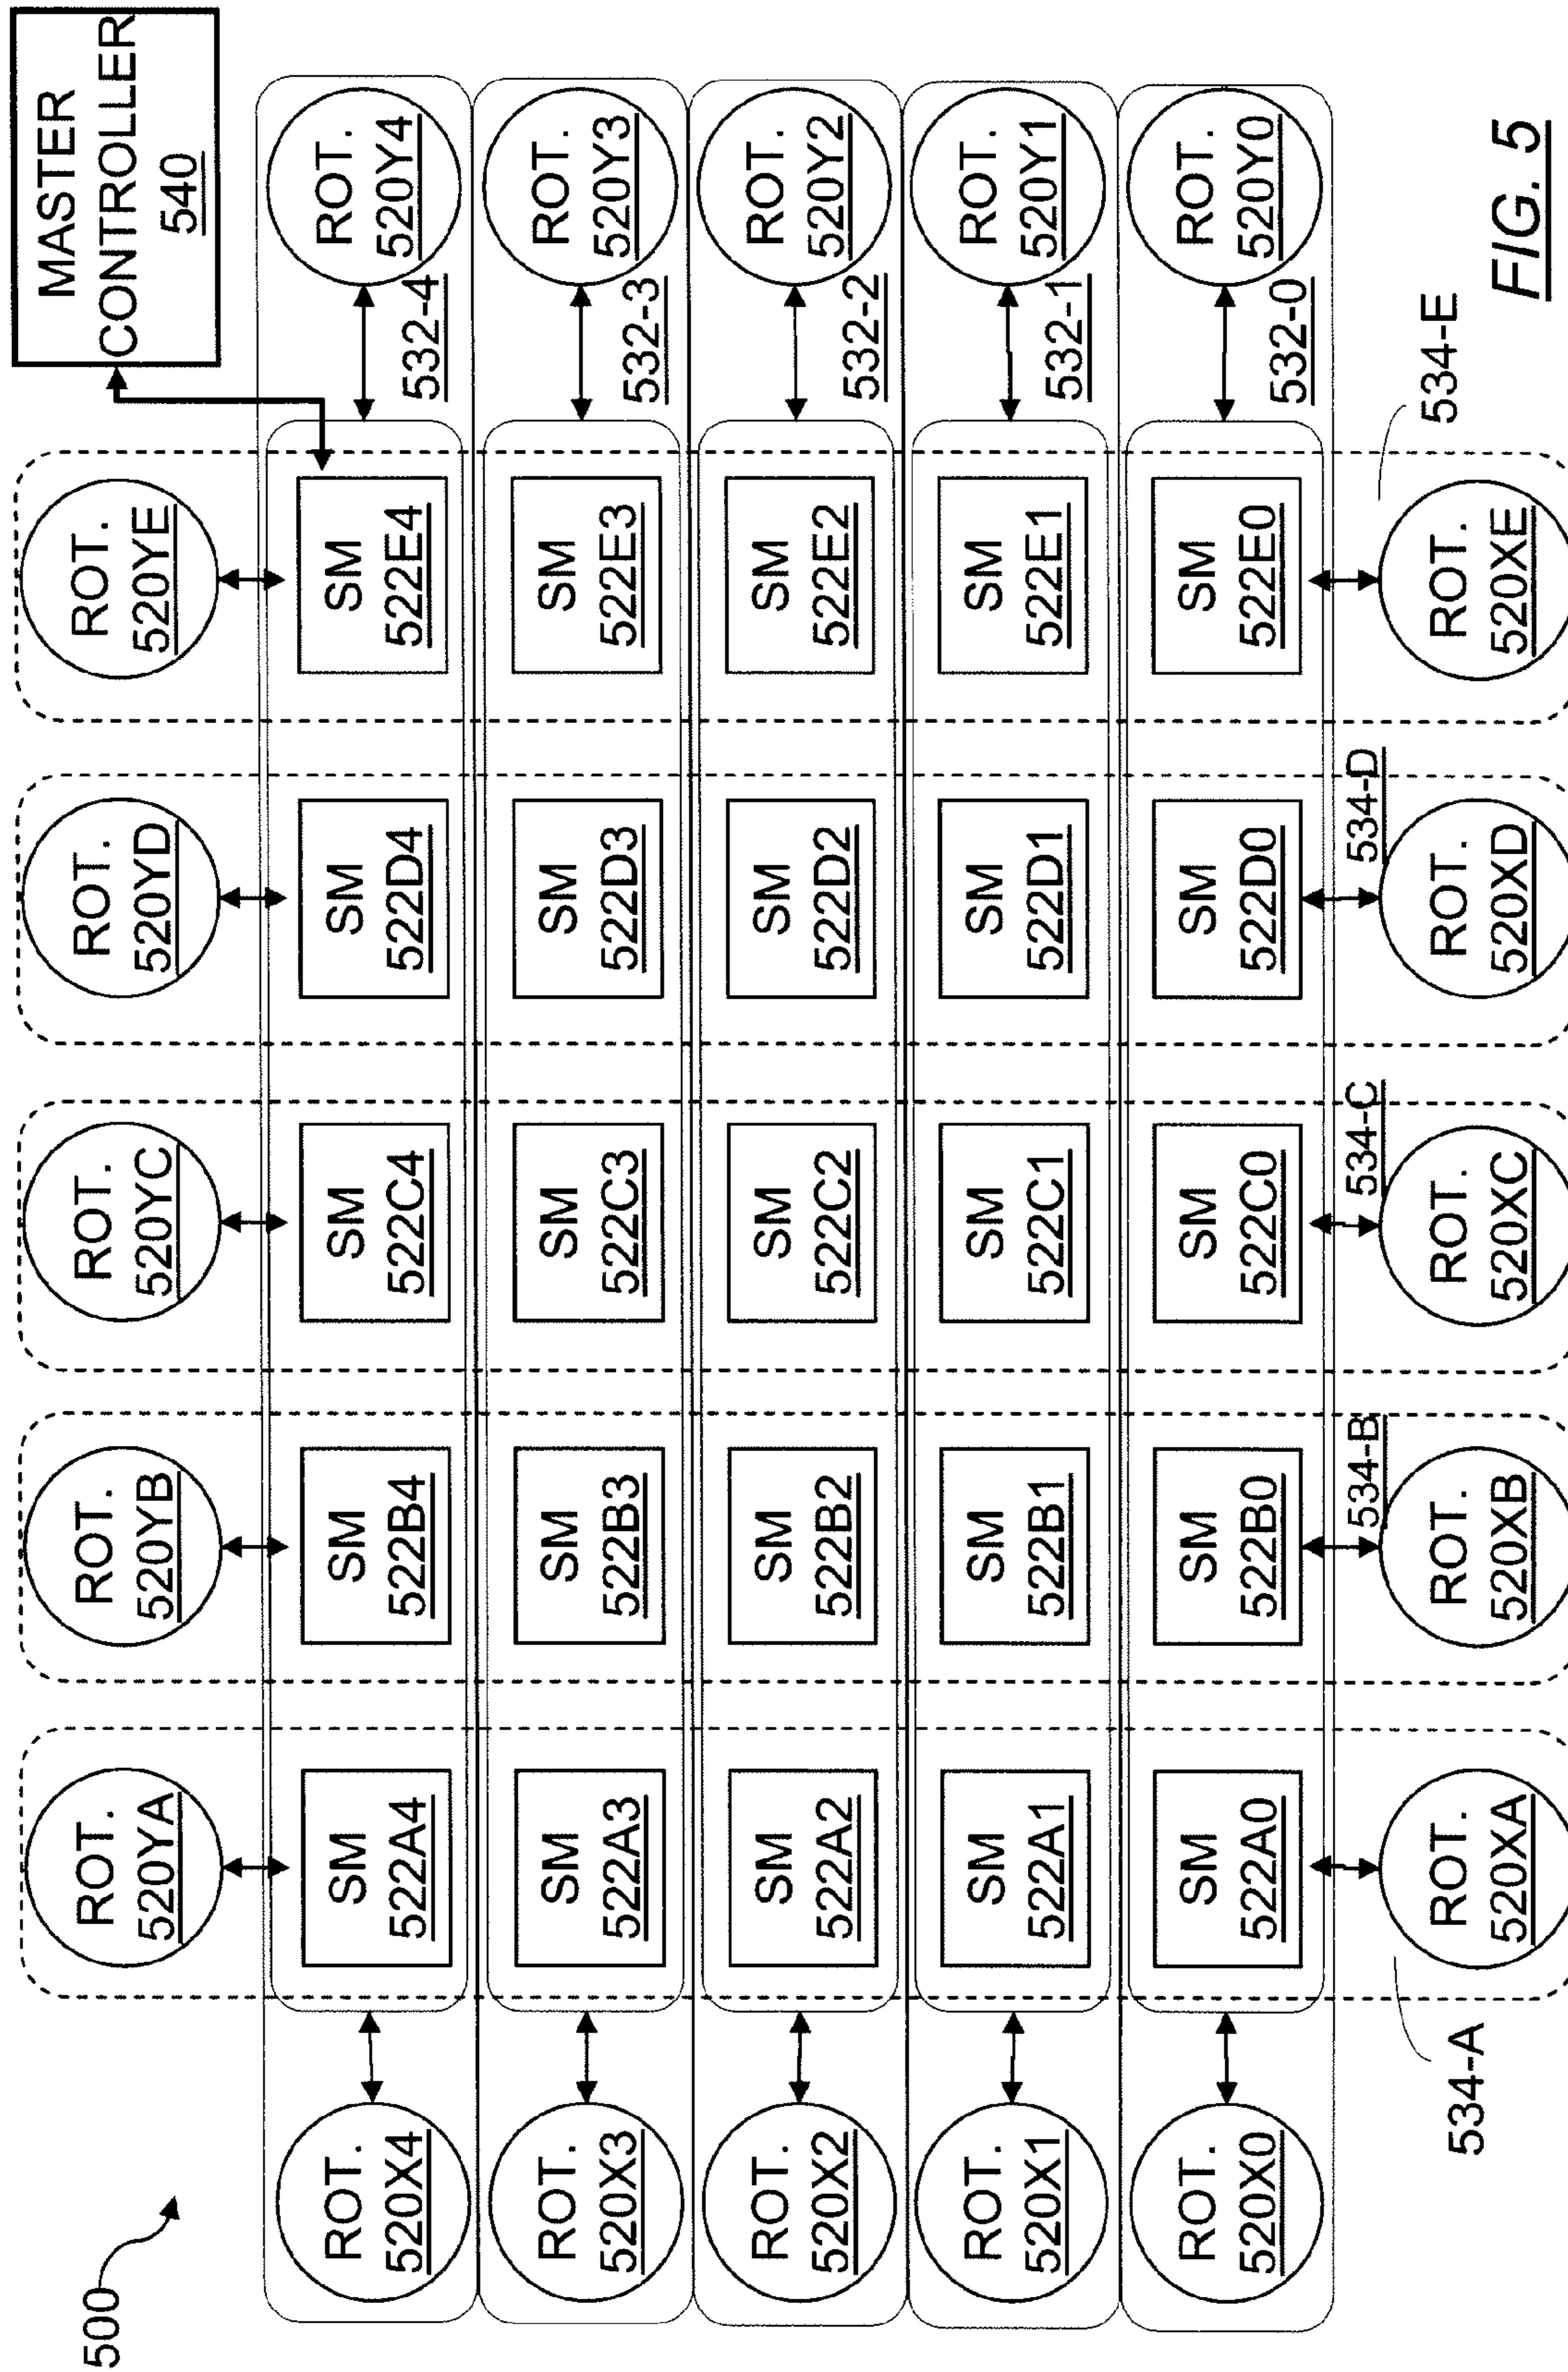 500
ROT.
520YA
ROT.
520YB
ROT.
520YC
ROT.
520YD
ROT.
520YE
MASTER
CONTROLLER
540
ROT.
520X4
SM
522A4
SM
522B4
SM
522C4
SM
522D4
SM
522E4
532-4
ROT.
520Y4
ROT.
520X3
SM
522A3
SM
522B3
SM
522C3
SM
522D3
SM
522E3
532-3
ROT.
520Y3
ROT.
520X2
SM
522A2
SM
522B2
SM
522C2
SM
522D2
SM
522E2
532-2
ROT.
520Y2
ROT.
520X1
SM
522A1
SM
522B1
SM
522C1
SM
522D1
SM
522E1
532-1
ROT.
520Y1
ROT.
520X0
SM
522A0
SM
522B0
SM
522C0
SM
522D0
SM
522E0
532-0
ROT.
520Y0
534-A
ROT.
520XA
534-B
ROT.
520XB
534-C
ROT.
520XC
534-D
ROT.
520XD
534-E
ROT.
520XE
FIG. 5